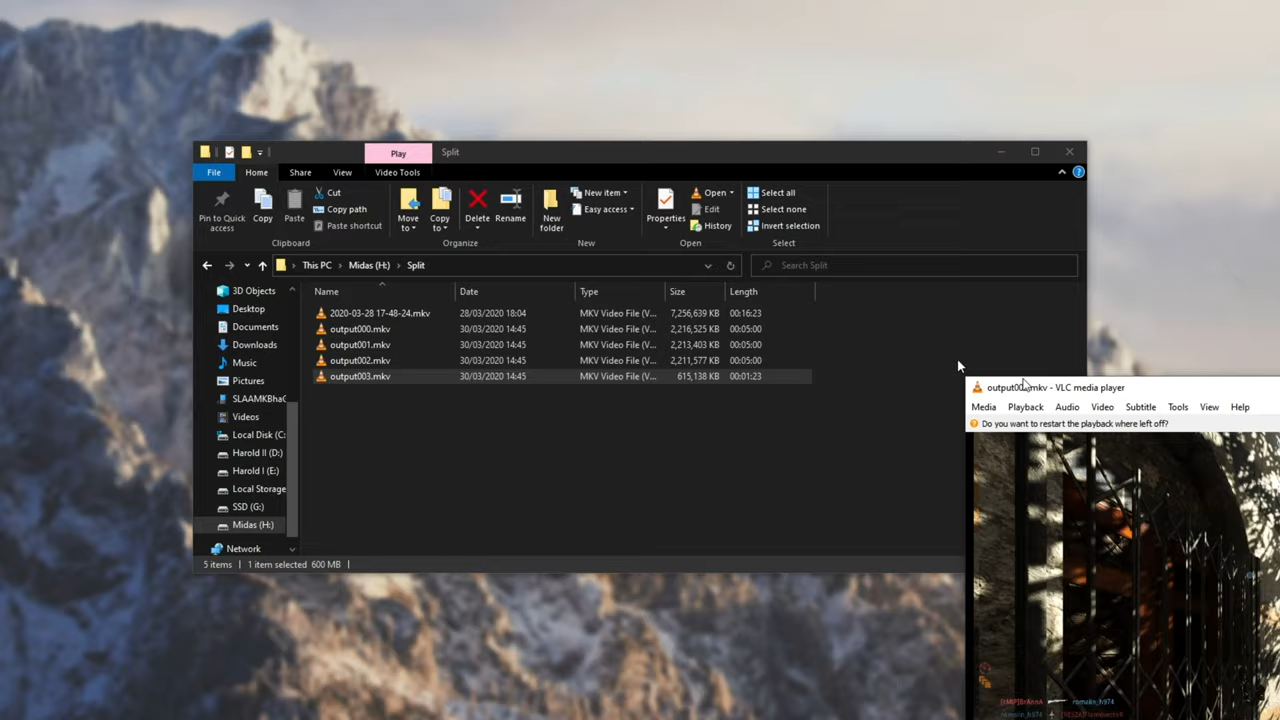 Play Split
File Home Share View Video Tools
Pin to Quick access
Copy
Paste
Cut
Copy path
Paste shortcut
Clipboard
Move to
Copy to
Delete
Rename
Organize
New folder
New item
Easy access
New
Properties
Open
Edit
History
Open
Select all
Select none
Invert selection
Select
This PC Midas (H:) Split
Search Split
3D Objects
Desktop
Documents
Downloads
Music
Pictures
SLAAMKBhaC
Videos
Local Disk (C:
Harold II (D:)
Harold I (E:)
Local Storage
SSD (G:)
Midas (H:)
Network
Name Date Type Size Length
2020-03-28 17-48-24.mkv 28/03/2020 18:04 MKV Video File (V... 7,256,639 KB 00:16:23
output000.mkv 30/03/2020 14:45 MKV Video File (V... 2,216,525 KB 00:05:00
output001.mkv 30/03/2020 14:45 MKV Video File (V... 2,213,403 KB 00:05:00
output002.mkv 30/03/2020 14:45 MKV Video File (V... 2,211,577 KB 00:05:00
output003.mkv 30/03/2020 14:45 MKV Video File (V... 615,138 KB 00:01:23
5 items 1 item selected 600 MB
- VLC media player
Media Playback Audio Video Subtitle Tools View Help
Do you want to restart the playback where left off?
romain_h974
romain_h974